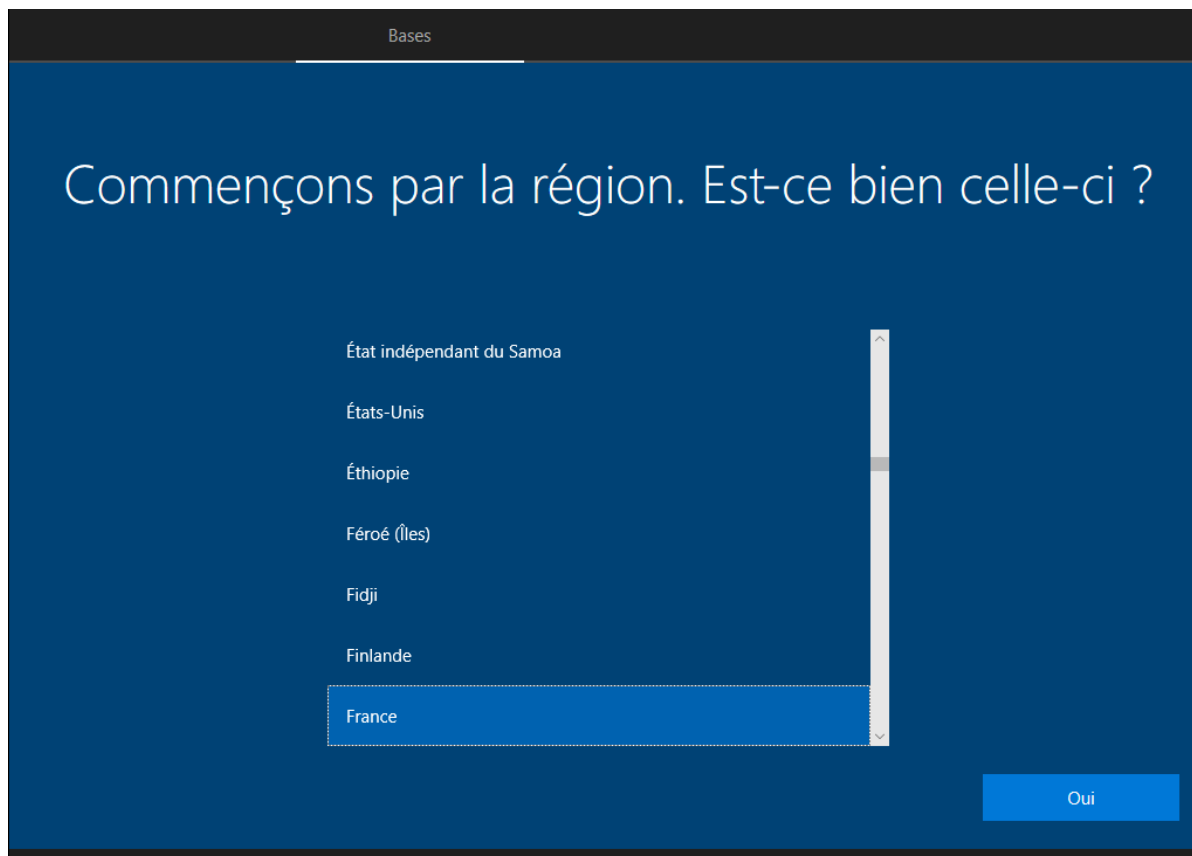 Bases
Commençons par la région. Est-ce bien celle-ci ?
État indépendant du Samoa
États-Unis
Éthiopie
Féroé (Îles)
Fidji
Finlande
France
Oui